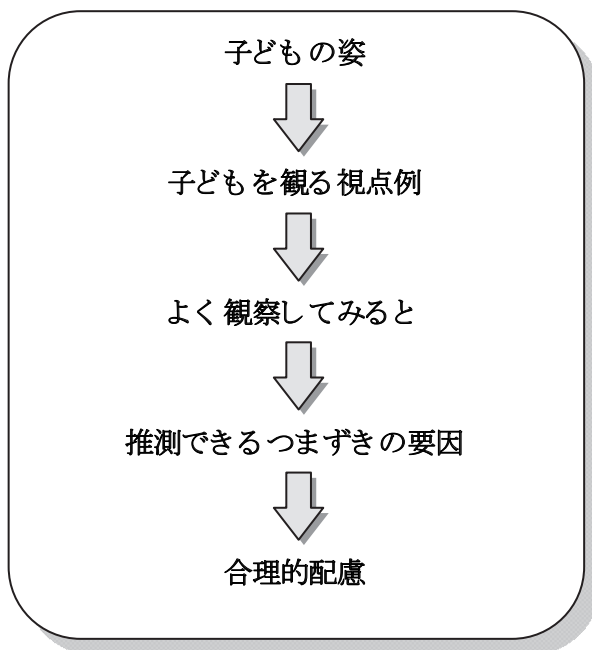 子どもの姿
子どもを観る視点例
よく観察してみると
推測できるつまずきの要因
合理的配慮